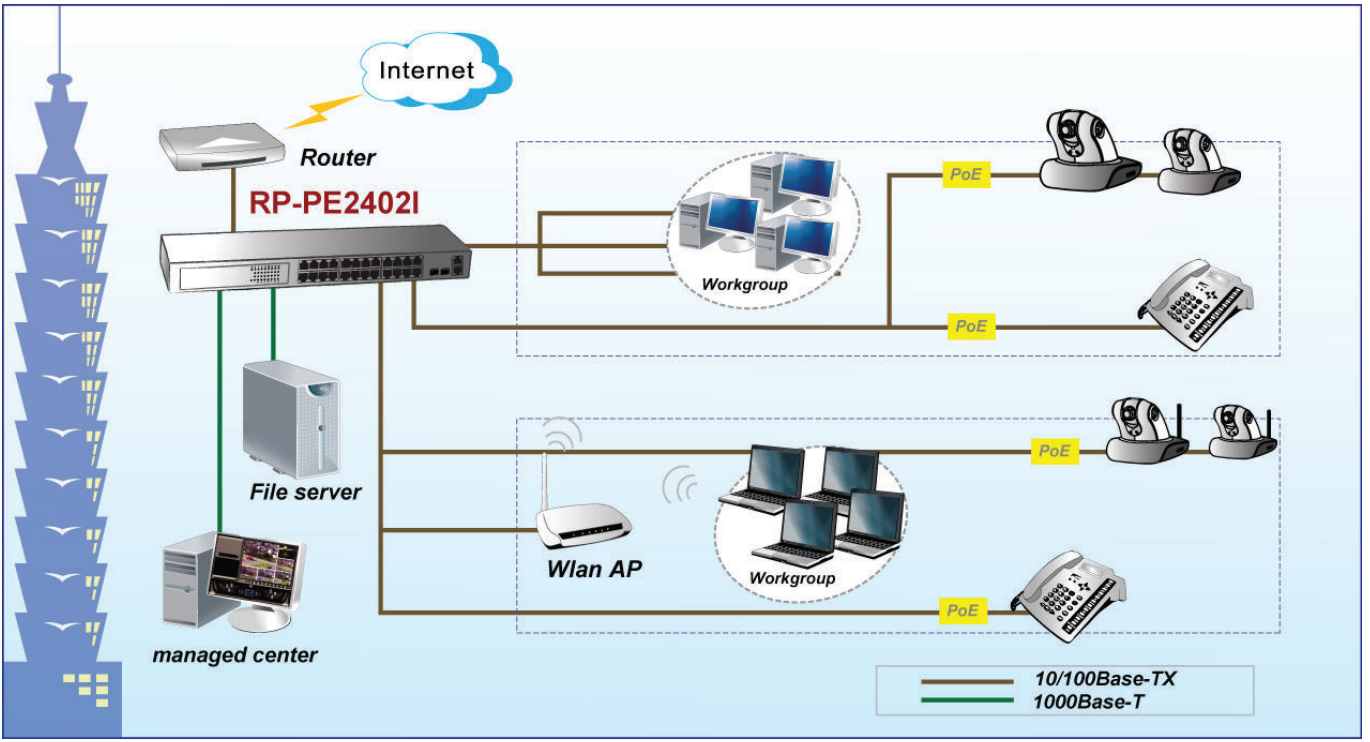 Internet
Router
RP-PE2402I
PoE
Workgroup
PoE
File server
PoE
Wlan AP
Workgroup
PoE
managed center
10/100Base-TX
1000Base-T